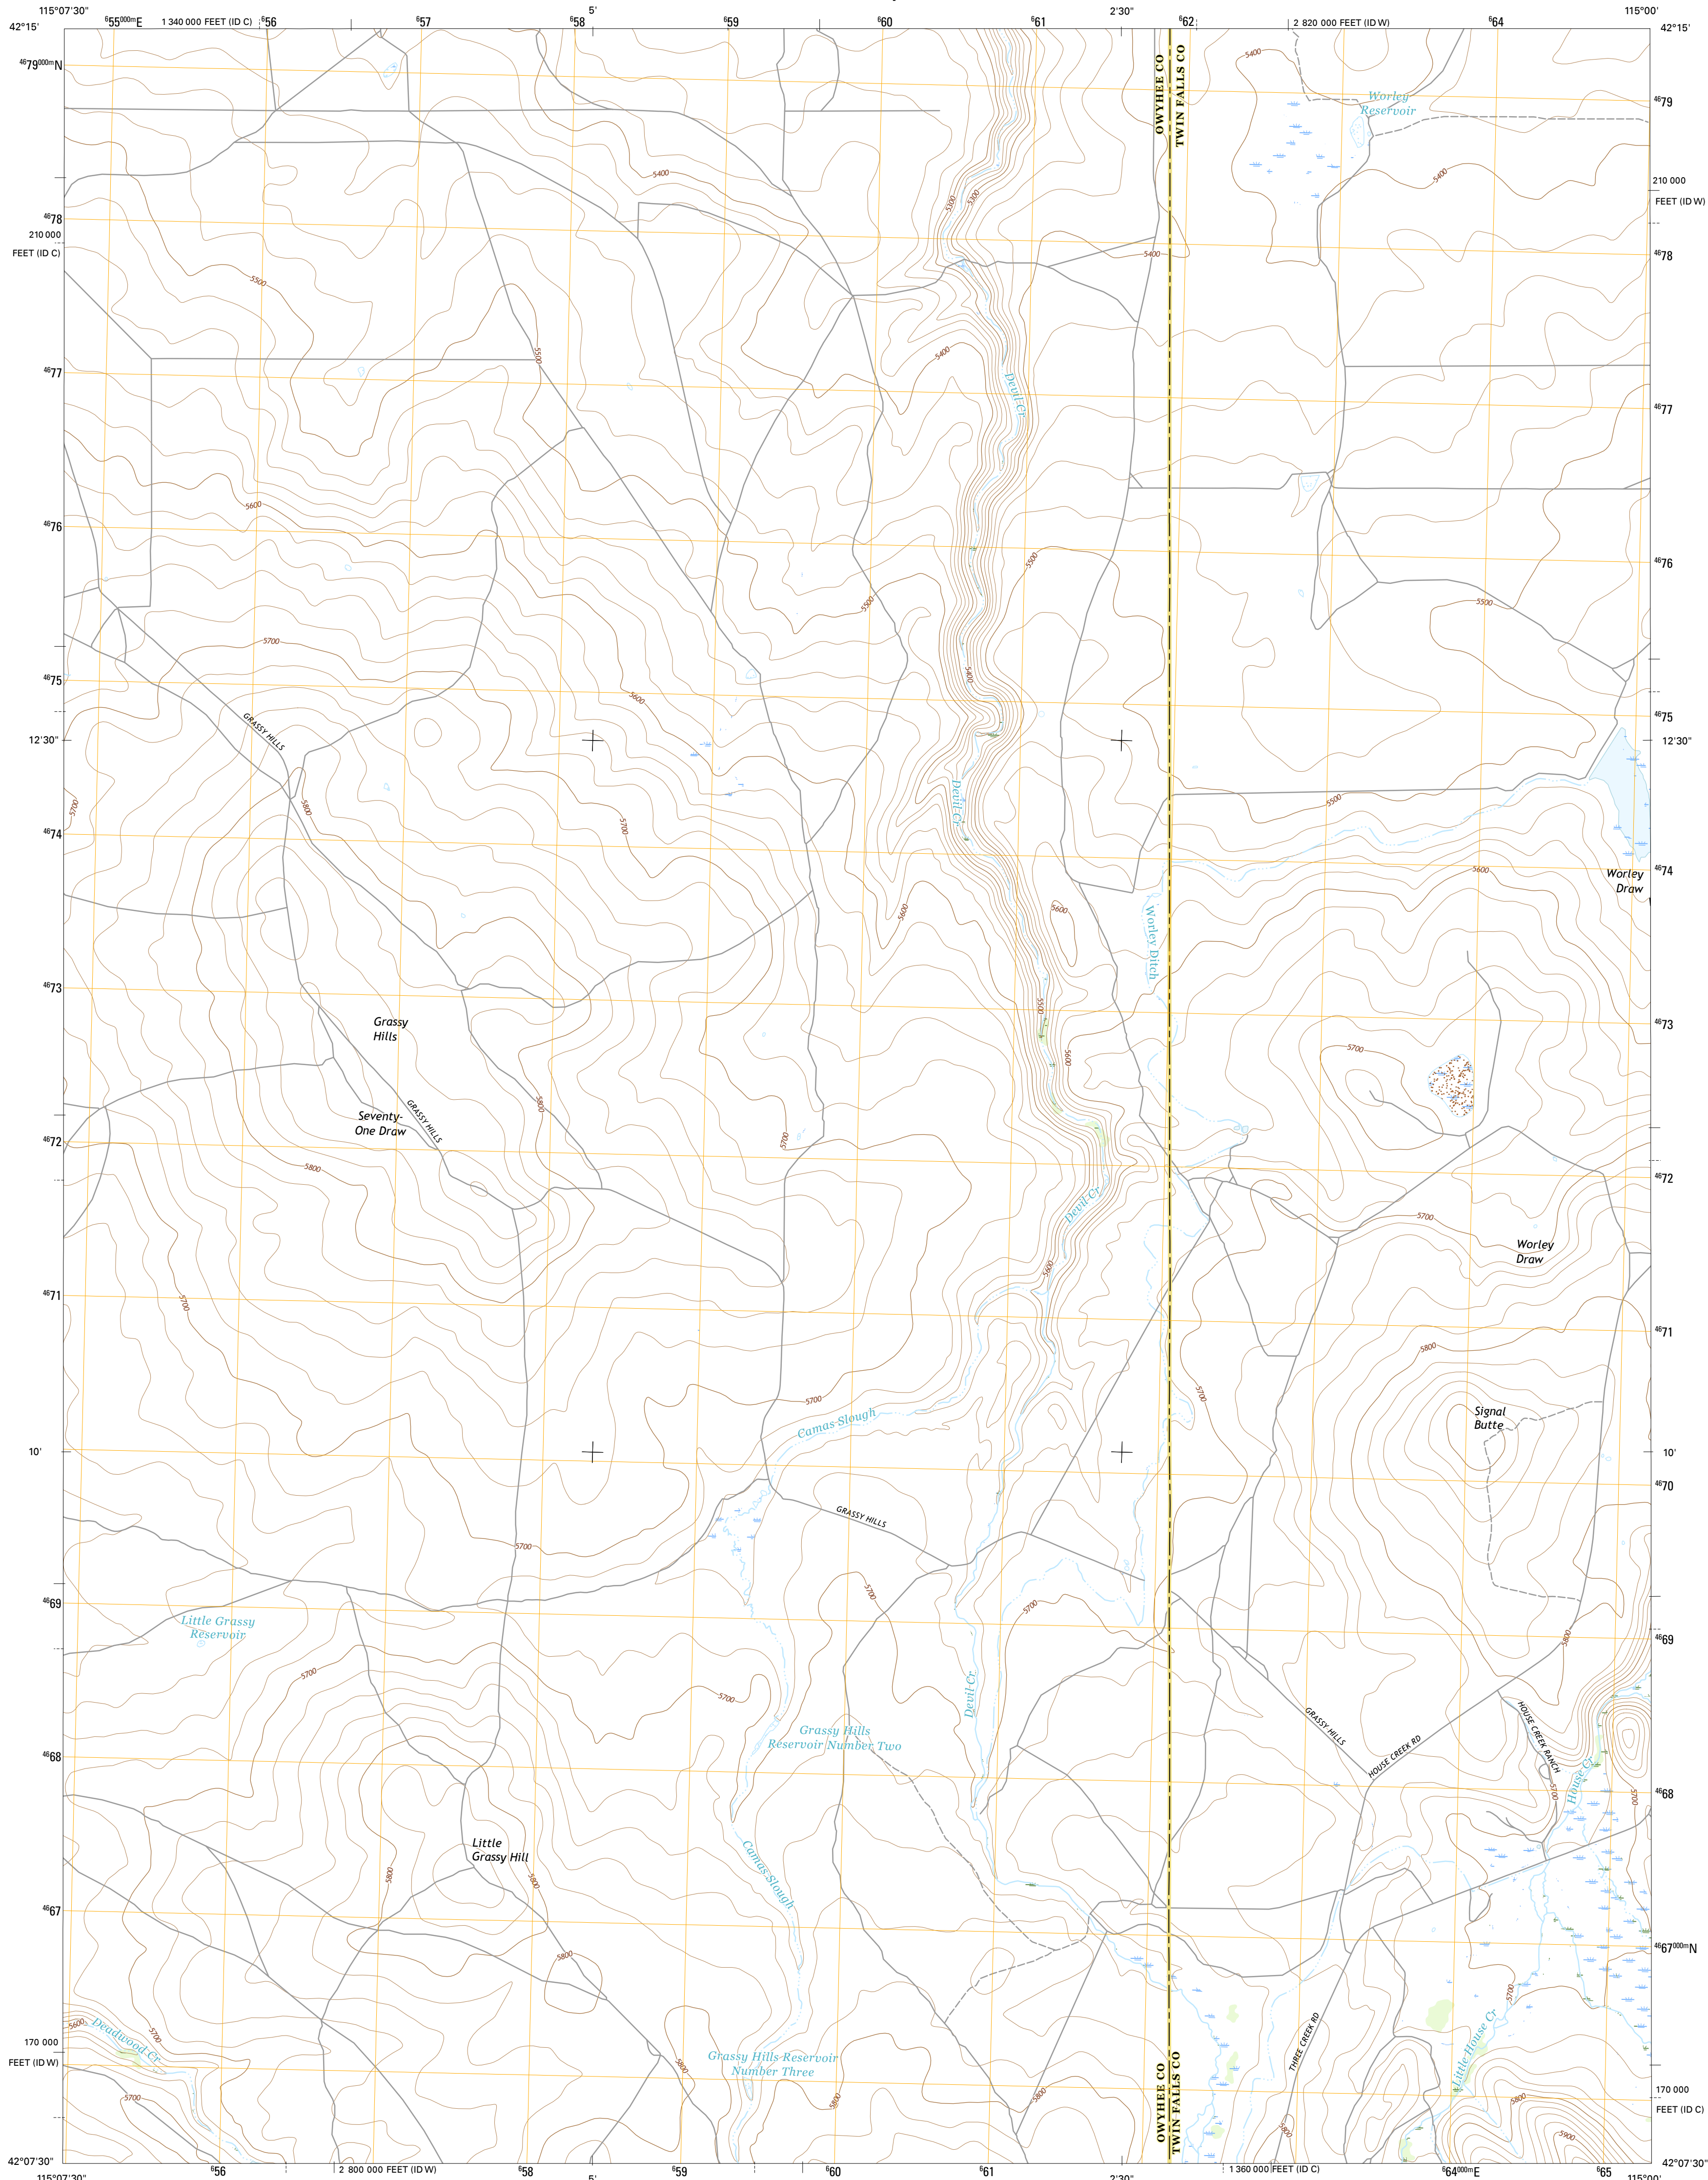 115°07'30"
⁶55⁰⁰⁰ᵐE
1 340 000 FEET (ID C)
⁶56
⁶57
⁶58
5'
⁶59
⁶60
⁶61
2'30"
⁶62
2 820 000 FEET (ID W)
⁶64
115°00'
42°15'
42°15'
⁴⁶79⁰⁰⁰ᵐN
OWYHEE CO
TWIN FALLS CO
5400
Worley
Reservoir
⁴⁶79
5400
5400
210 000
FEET (ID W)
5300
5300
⁴⁶78
210 000
FEET (ID C)
5400
⁴⁶78
5500
5500
5400
⁴⁶77
Devil Cr
⁴⁶77
5600
⁴⁶76
5500
⁴⁶76
5500
5500
5700
5400
⁴⁶75
5600
GRASSY HILLS
⁴⁶75
12'30"
12'30"
5700
5800
Devil Cr
5500
5700
⁴⁶74
5600
⁴⁶74
Worley
Draw
5600
5600
Worley Ditch
⁴⁶73
5500
Grassy
Hills
⁴⁶73
5600
5700
5800
GRASSY HILLS
Seventy-
One Draw
5700
⁴⁶72
5800
⁴⁶72
Devil Cr
5700
Worley
Draw
5600
⁴⁶71
5700
⁴⁶71
5800
5700
5700
Signal
Butte
Camas Slough
10'
10'
⁴⁶70
GRASSY HILLS
5700
5700
5700
⁴⁶69
Little Grassy
Reservoir
5800
⁴⁶69
5700
Devil Cr
5700
GRASSY HILLS
HOUSE CREEK RANCH
Grassy Hills
Reservoir Number Two
HOUSE CREEK RD
⁴⁶68
House Cr
5700
5700
⁴⁶68
Little
Grassy Hill
Camas Slough
5800
5800
⁴⁶67
5800
⁴⁶67⁰⁰⁰ᵐN
5700
5600
Deadwood Cr
5700
THREE CREEK RD
Little House Cr
170 000
FEET (ID W)
Grassy Hills Reservoir
Number Three
5800
OWYHEE CO
TWIN FALLS CO
5700
5800
5800
5800
170 000
FEET (ID C)
5800
5900
42°07'30"
42°07'30"
115°07'30"
⁶56
2 800 000 FEET (ID W)
⁶58
5'
⁶59
⁶60
⁶61
2'30"
1 360 000 FEET (ID C)
⁶64⁰⁰⁰ᵐE
⁶65
115°00'